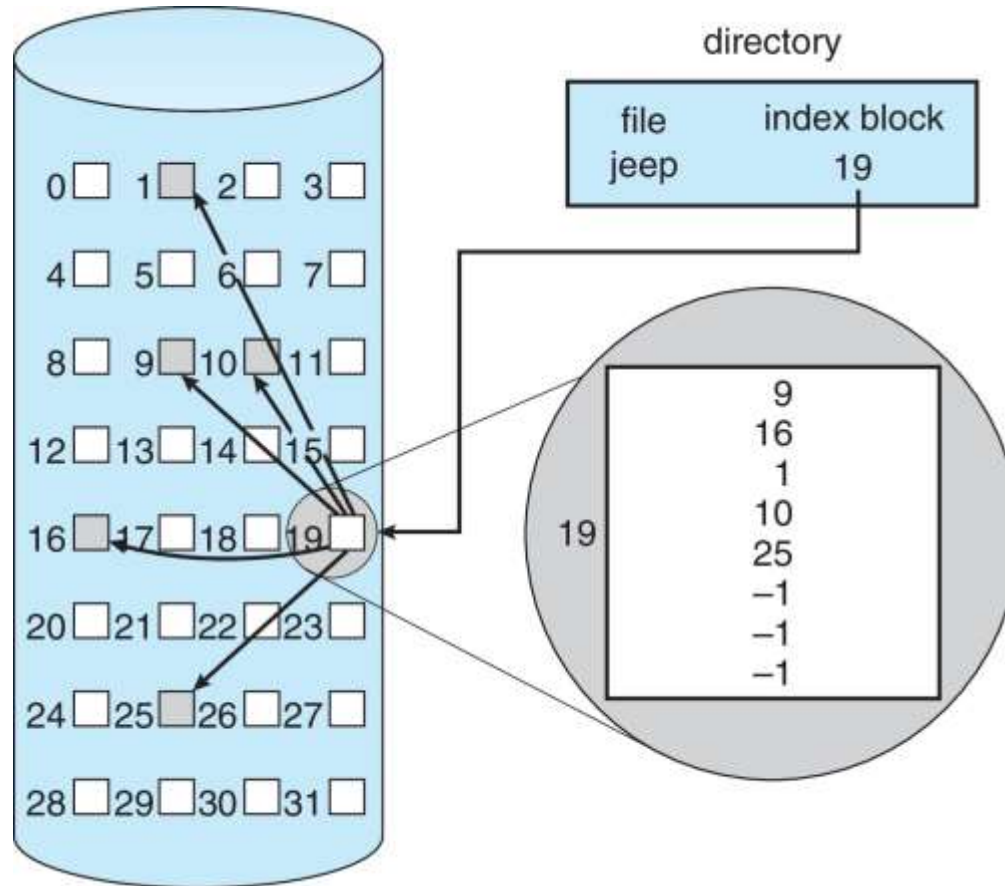 directory
file index block
jeep 19
0 1 2 3
4 5 6 7
8 9 10 11
12 13 14 15
16 17 18 19
20 21 22 23
24 25 26 27
28 29 30 31
19
9
16
1
10
25
–1
–1
–1